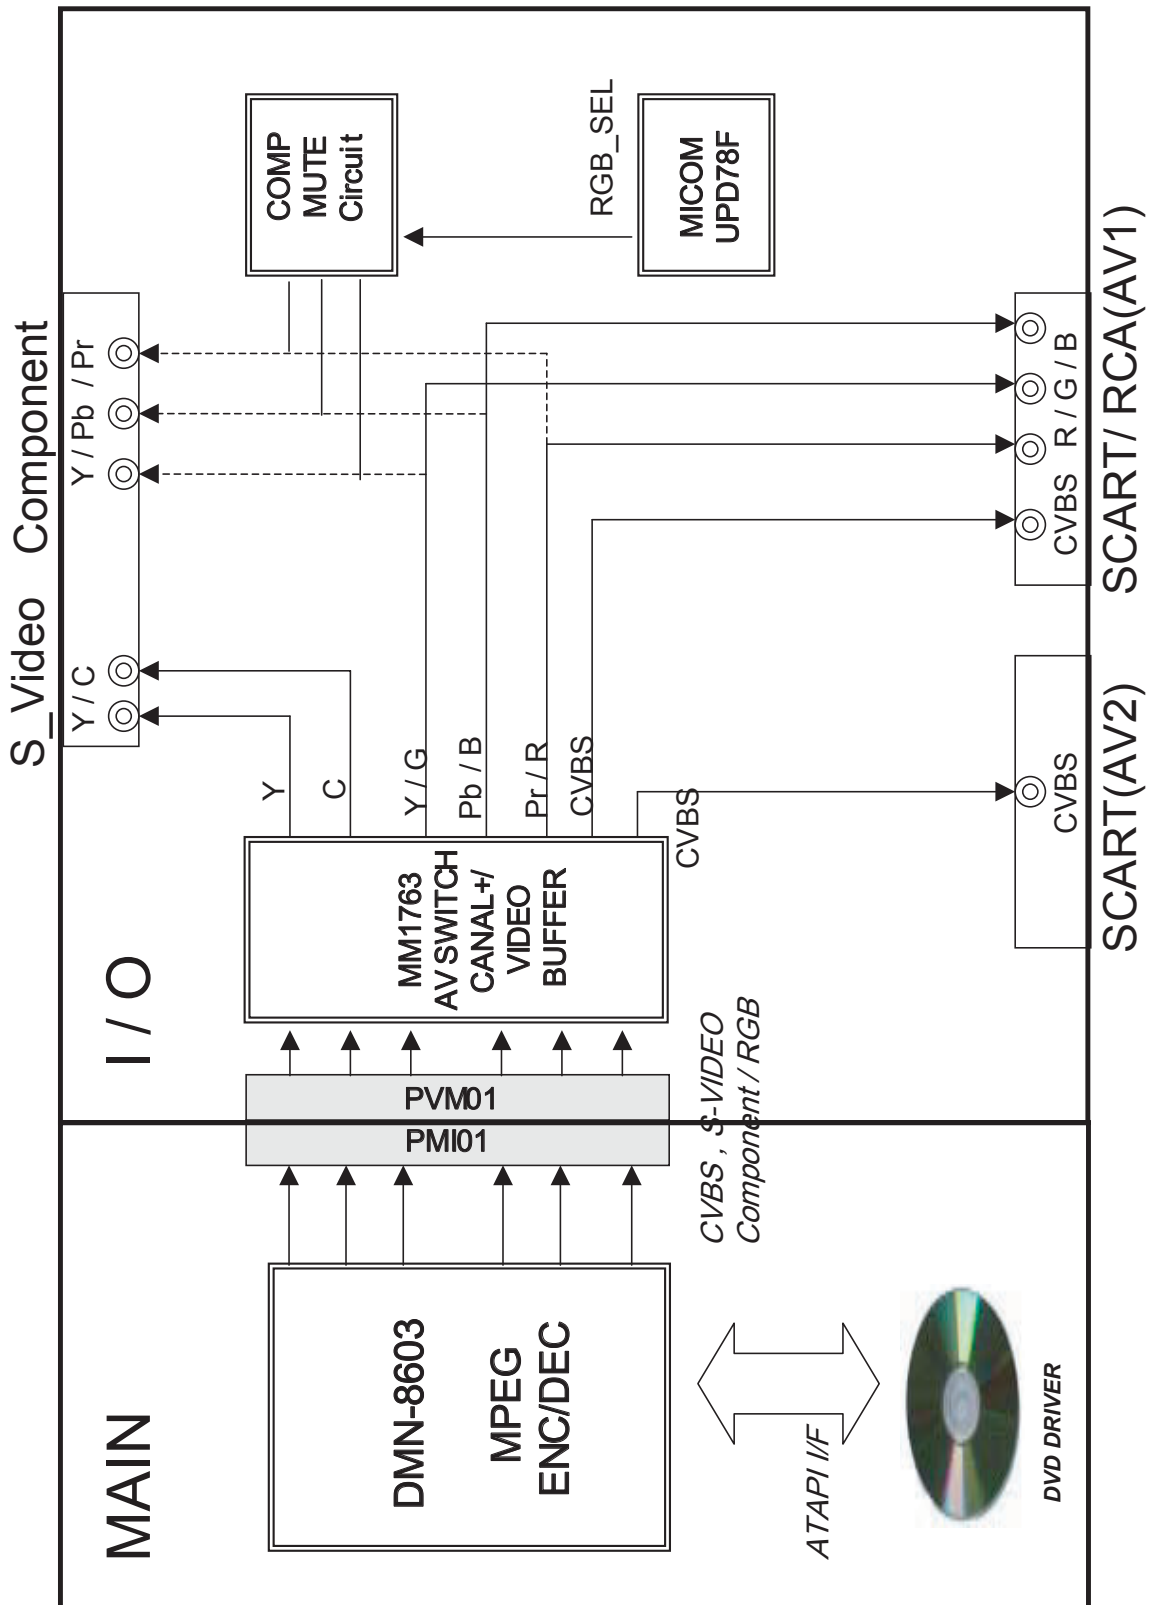 MAIN
I / O
S_Video Component
DMN-8603
MPEG
ENC/DEC
PMI01
PVM01
MM1763
AV SWITCH
CANAL+/
VIDEO
BUFFER
Y
C
Y / G
Pb / B
Pr / R
CVBS
CVBS
Y / C
Y / Pb / Pr
COMP
MUTE
Circuit
RGB_SEL
MICOM
UPD78F
CVBS , S-VIDEO
Component / RGB
ATAPI I/F
DVD DRIVER
CVBS
SCART(AV2)
CVBS R / G / B
SCART/ RCA(AV1)